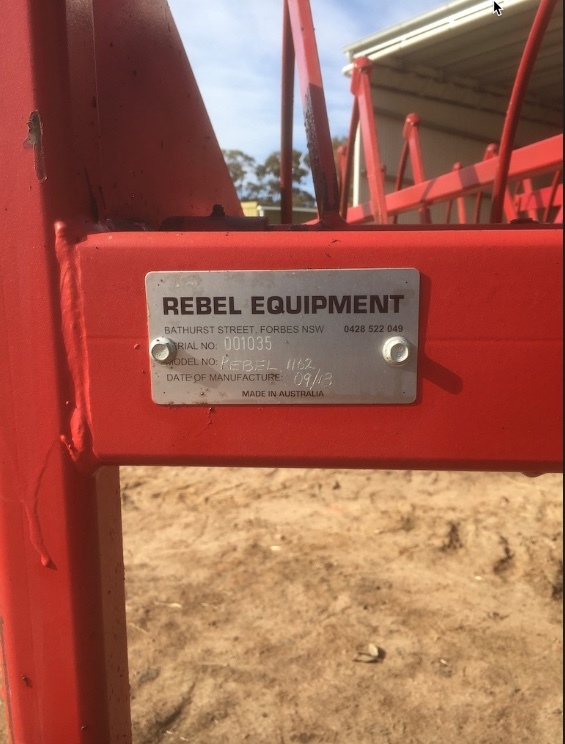 REBEL EQUIPMENT
BATHURST STREET, FORBES NSW 0428 522 049
SERIAL NO: 001035
MODEL NO: REBEL 1162
DATE OF MANUFACTURE: 09/13
MADE IN AUSTRALIA